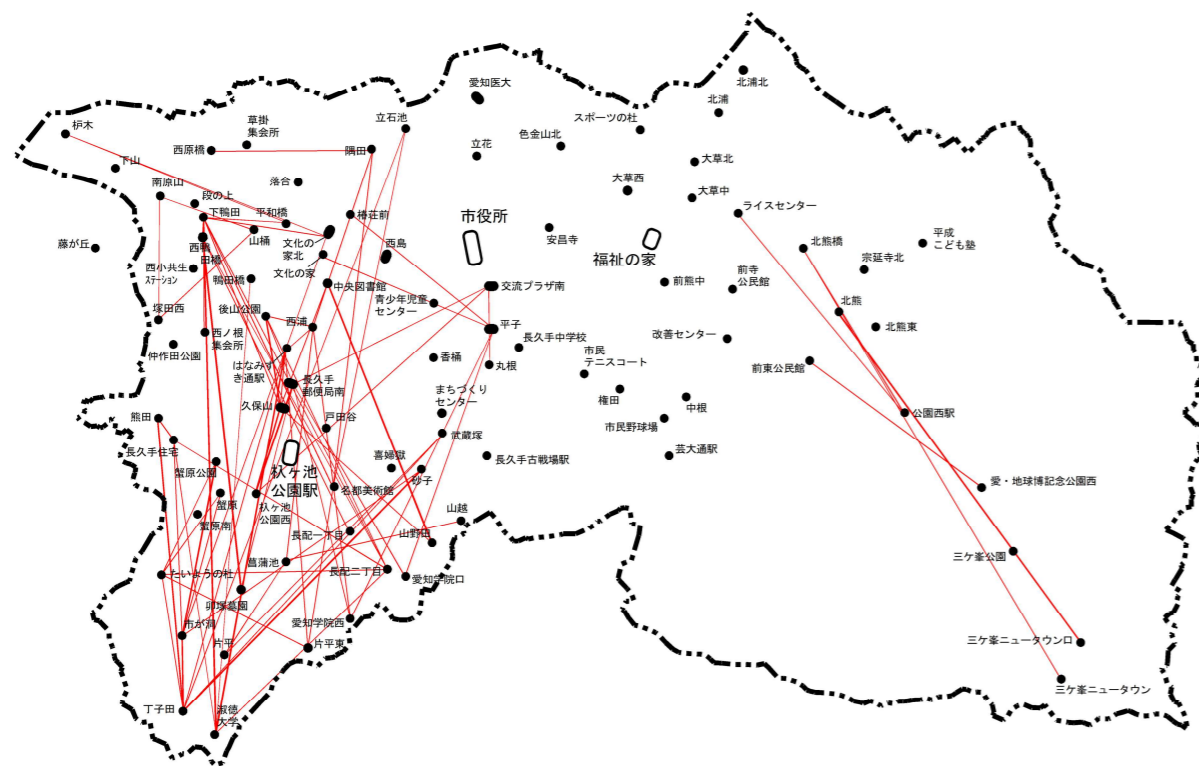 愛知医大
北浦北
北浦
スポーツの杜
色金山北
立花
立石池
草掛
集会所
枦木
西原橋
隅田
下山
落合
南原山
段の上
大草北
大草西
大草中
ライスセンター
下鴨田
平和橋
椿荘前
市役所
安昌寺
福祉の家
北熊橋
平成
こども塾
宗延寺北
藤が丘
西鴨
田橋
山桶
文化の
家北
西島
文化の家
西小共生
ステーション
鴨田橋
中央図書館
青少年児童
センター
交流プラザ南
前熊中
前寺
公民館
北熊
北熊東
塚田西
後山公園
西浦
平子
長久手中学校
改善センター
西ノ根
集会所
仲作田公園
はなみず
き通駅
香桶
丸根
市民
テニスコート
前東公民館
長久手
郵便局南
まちづくり
センター
権田
中根
久保山
戸田谷
武蔵塚
市民野球場
公園西駅
熊田
長久手住宅
蟹原公園
杁ヶ池
公園駅
喜婦嶽
砂子
長久手古戦場駅
芸大通駅
愛・地球博記念公園西
蟹原
杁ヶ池
公園西
名都美術館
蟹原南
長配一丁目
山野田
山越
三ケ峯公園
たいようの杜
菖蒲池
長配二丁目
愛知学院口
卯塚墓園
市が洞
愛知学院西
片平
片平東
三ケ峯ニュータウン口
三ケ峯ニュータウン
丁子田
淑徳
大学